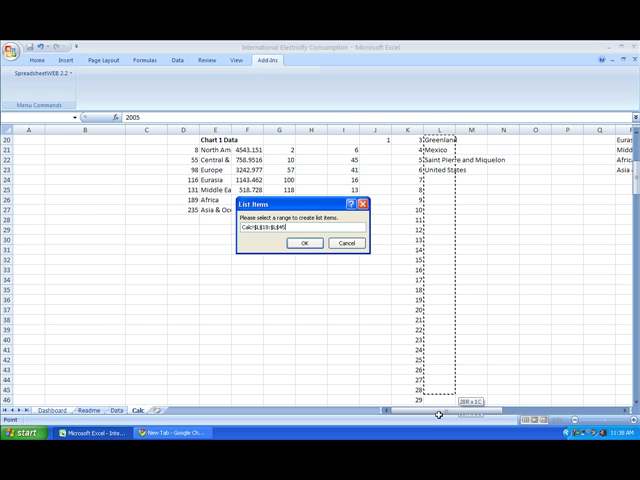 International Electricity Consumption - Microsoft Excel
Home Insert Page Layout Formulas Data Review View Add-Ins
SpreadsheetWEB 2.2
Menu Commands
2005
A B C D E F G H I J K L M N O P
20 Chart 1 Data 1 3 Greenland Euras
21 8 North Am 4543.151 2 6 4 Mexico Midd
22 55 Central & 758.9516 10 45 5 Saint Pierre and Miquelon Africa
23 98 Europe 3242.977 57 41 6 United States Asia &
24 116 Eurasia 1143.462 100 16 7
25 131 Middle Ea 518.728 118 13 8
26 189 Africa 9
27 235 Asia & Oce 10
28 11
29 12
30 13
31 14
32 15
33 16
34 17
35 18
36 19
37 20
38 21
39 22
40 23
41 24
42 25
43 26
44 27
45 28
46 29
List Items
Please select a range to create list items.
Calc!$L$18:$L$45
OK Cancel
28R x 1C
Dashboard Readme Data Calc
Point
start Microsoft Excel - Inte... New Tab - Google Ch... 11:38 AM